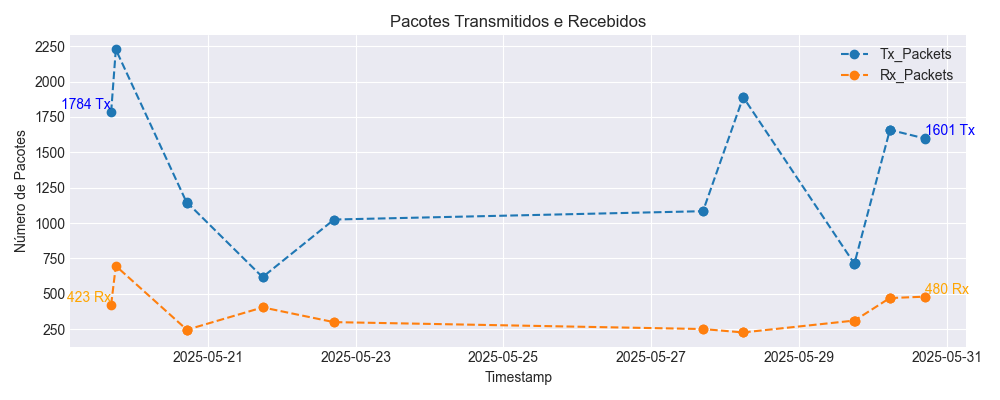 Pacotes Transmitidos e Recebidos
Número de Pacotes
2250
2000
1750
1500
1250
1000
750
500
250
1784 Tx
423 Rx
Tx_Packets
Rx_Packets
1601 Tx
480 Rx
2025-05-21
2025-05-23
2025-05-25
2025-05-27
2025-05-29
2025-05-31
Timestamp